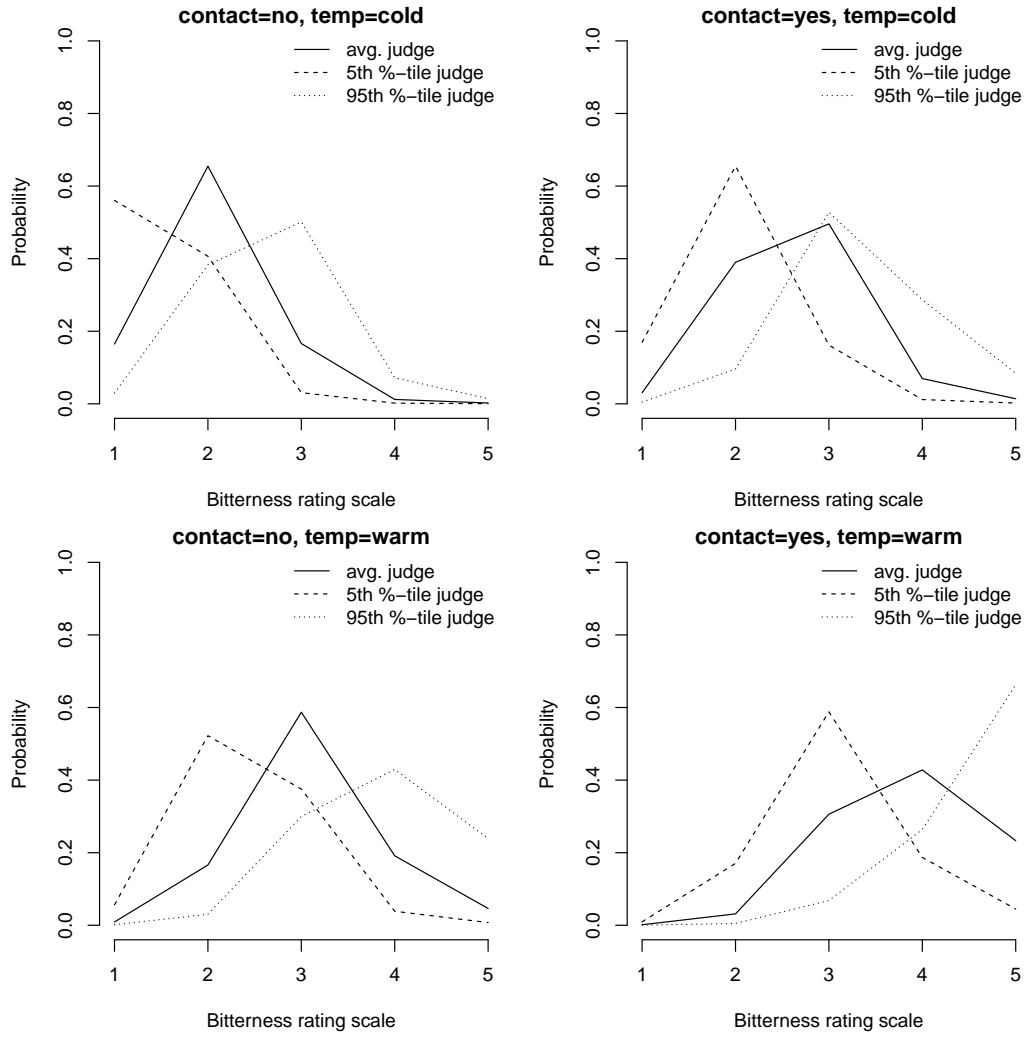 contact=no, temp=cold
avg. judge
5th %−tile judge
95th %−tile judge
Probability
1.0
0.8
0.6
0.4
0.2
0.0
1 2 3 4 5
Bitterness rating scale
contact=yes, temp=cold
avg. judge
5th %−tile judge
95th %−tile judge
Probability
1.0
0.8
0.6
0.4
0.2
0.0
1 2 3 4 5
Bitterness rating scale
contact=no, temp=warm
avg. judge
5th %−tile judge
95th %−tile judge
Probability
1.0
0.8
0.6
0.4
0.2
0.0
1 2 3 4 5
Bitterness rating scale
contact=yes, temp=warm
avg. judge
5th %−tile judge
95th %−tile judge
Probability
1.0
0.8
0.6
0.4
0.2
0.0
1 2 3 4 5
Bitterness rating scale